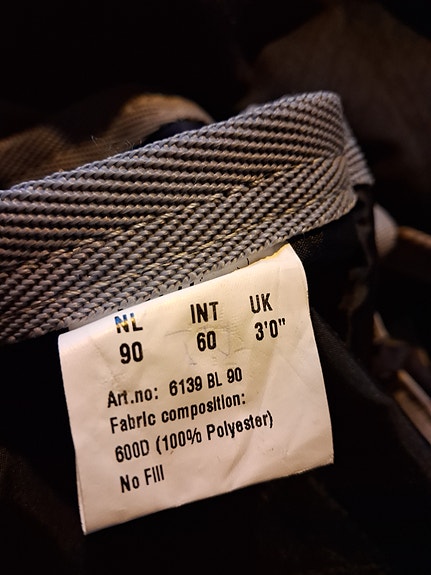 NL INT UK
90 60 3'0"
Art.no: 6139 BL 90
Fabric composition:
600D (100% Polyester)
No Fill